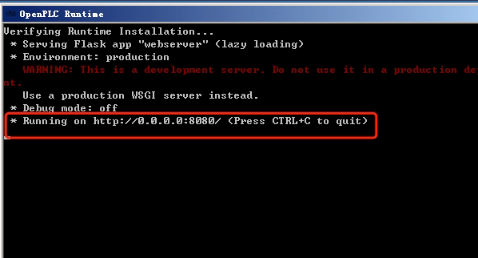 OpenPLC Runtime
Verifying Runtime Installation...
* Serving Flask app "webserver" (lazy loading)
* Environment: production
WARNING: This is a development server. Do not use it in a production de
nt.
Use a production WSGI server instead.
* Debug mode: off
* Running on http://0.0.0.0:8080/ (Press CTRL+C to quit)